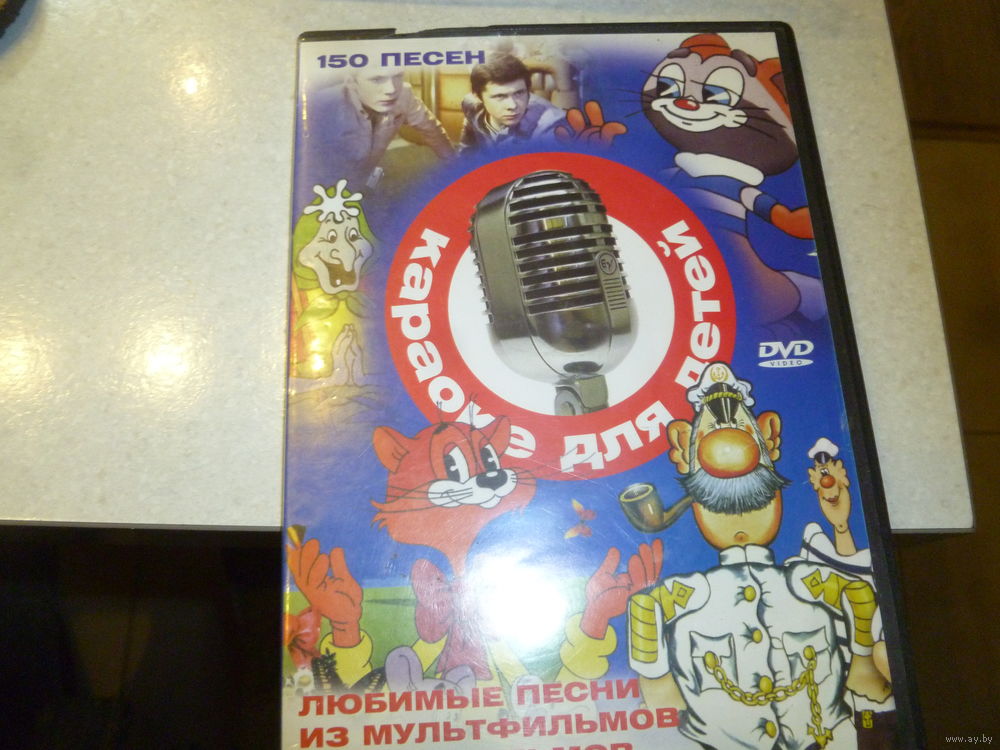 150 ПЕСЕН
караоке для детей
DVD
VIDEO
ЛЮБИМЫЕ ПЕСНИ
ИЗ МУЛЬТФИЛЬМОВ
www.ay.by